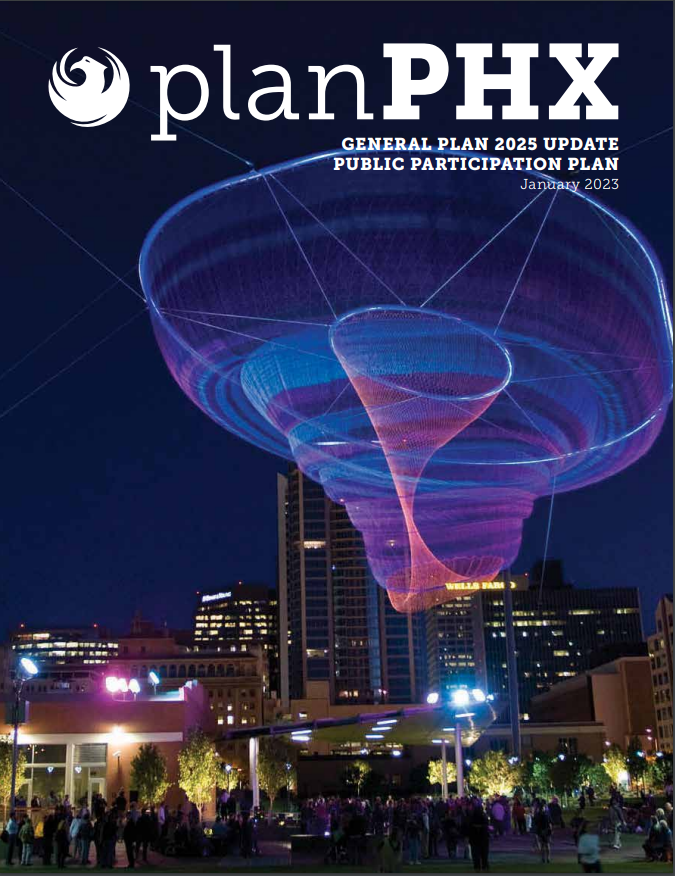 planPHX
GENERAL PLAN 2025 UPDATE
PUBLIC PARTICIPATION PLAN
January 2023
WELLS FARGO